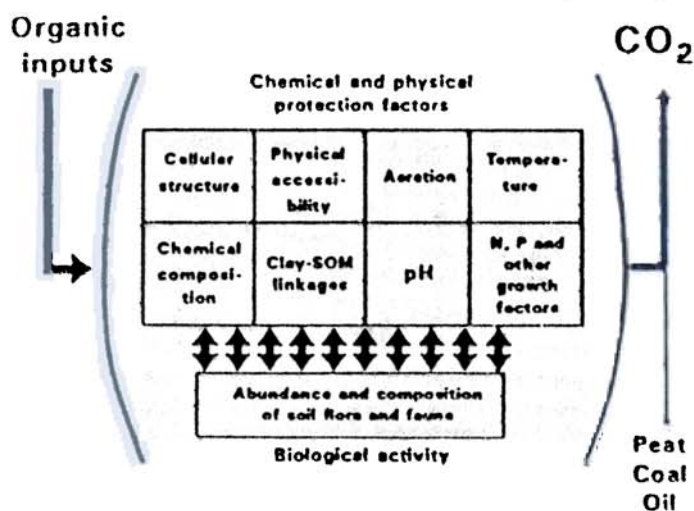 Organic
inputs
CO2
Chemical and physical
protection factors
Cellular
structure
Physical
accessi-
bility
Aeretion
Tempera-
ture
Chemical
composi-
tion
Clay-SOM
linkages
pH
N, P and
other
growth
factors
Abundance and composition
of soil flora and fauna
Biological activity
Peat
Coal
Oil